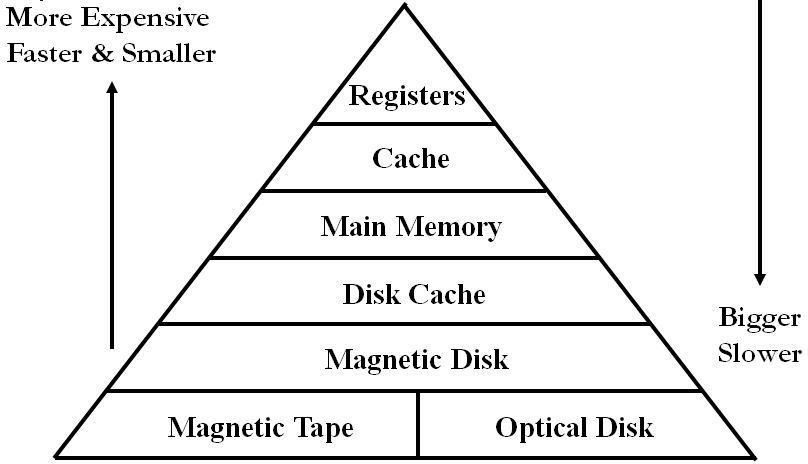 More Expensive
Faster & Smaller
Registers
Cache
Main Memory
Disk Cache
Magnetic Disk
Magnetic Tape
Optical Disk
Bigger
Slower